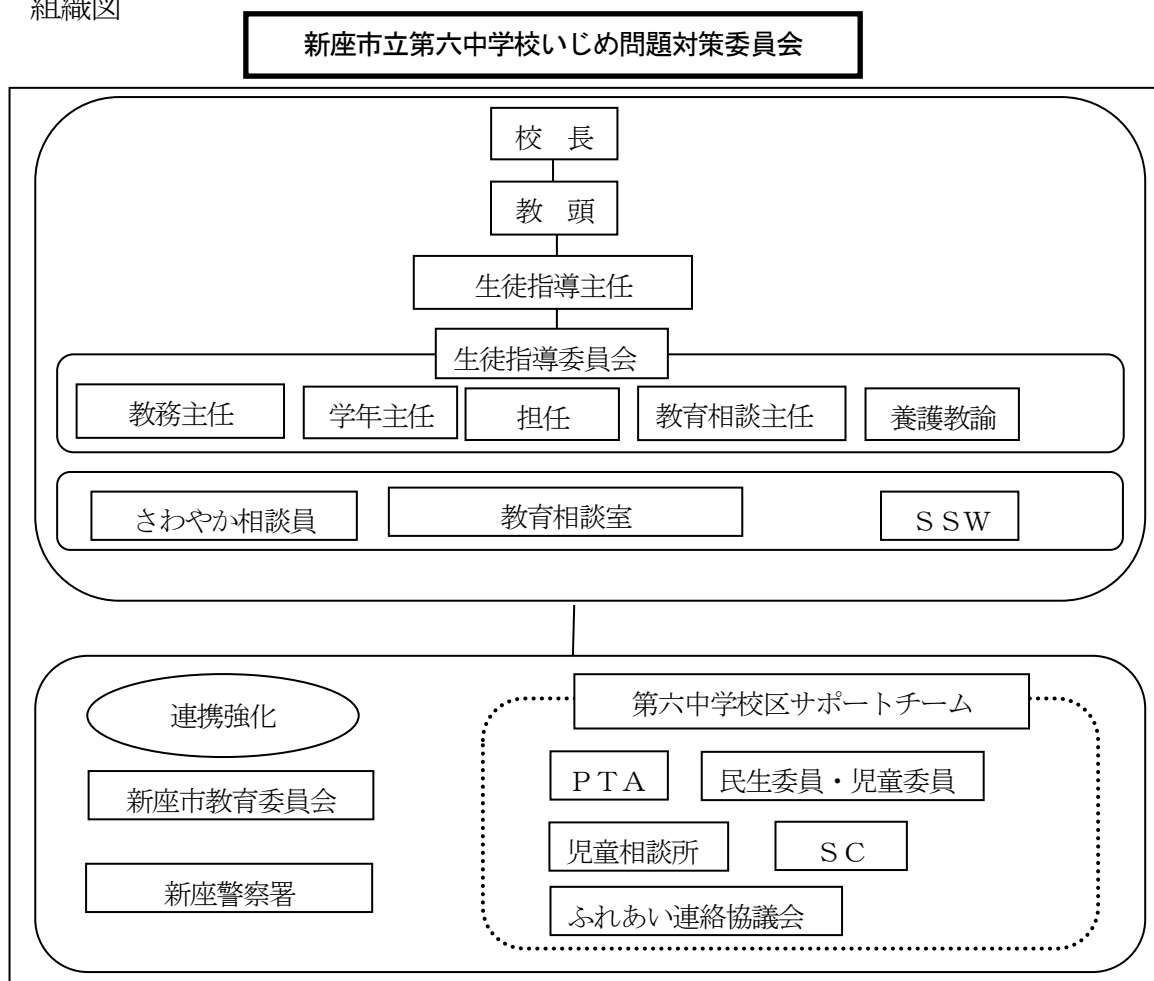 組織図
新座市立第六中学校いじめ問題対策委員会
校 長
教 頭
生徒指導主任
生徒指導委員会
教務主任
学年主任
担任
教育相談主任
養護教諭
さわやか相談員
教育相談室
ＳＳＷ
連携強化
新座市教育委員会
新座警察署
第六中学校区サポートチーム
ＰＴＡ
民生委員・児童委員
児童相談所
ＳＣ
ふれあい連絡協議会